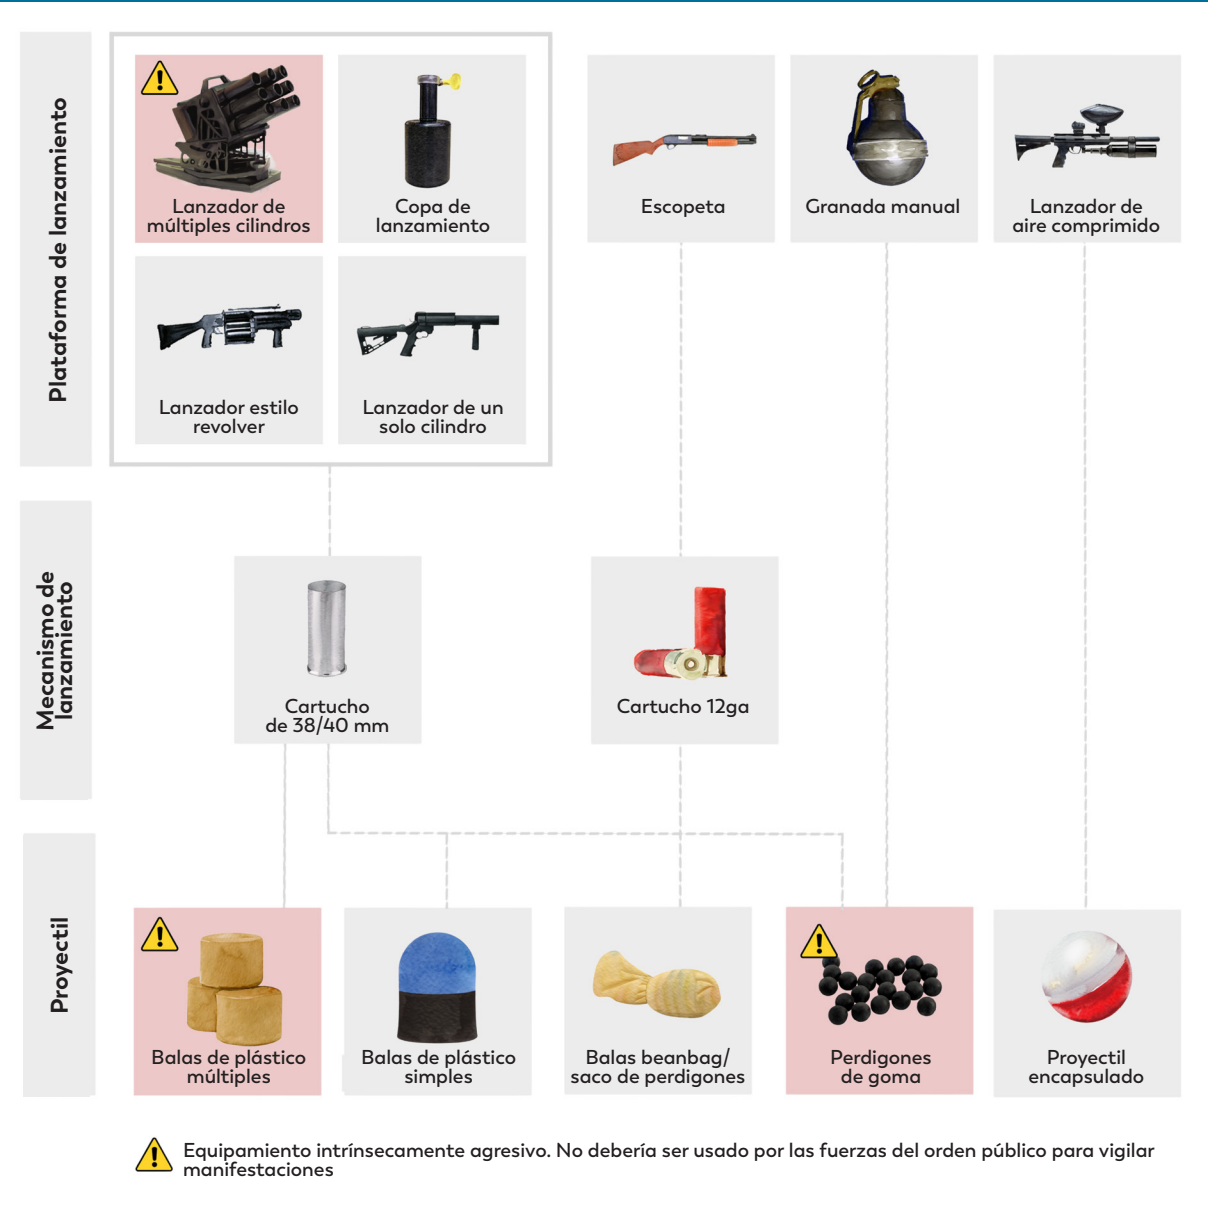 Plataforma de lanzamiento
Lanzador de
múltiples cilindros
Copa de
lanzamiento
Escopeta
Granada manual
Lanzador de
aire comprimido
Lanzador estilo
revolver
Lanzador de un
solo cilindro
Mecanismo de
lanzamiento
Cartucho
de 38/40 mm
Cartucho 12ga
Proyectil
Balas de plástico
múltiples
Balas de plástico
simples
Balas beanbag/
saco de perdigones
Perdigones
de goma
Proyectil
encapsulado
Equipamiento intrínsecamente agresivo. No debería ser usado por las fuerzas del orden público para vigilar
manifestaciones